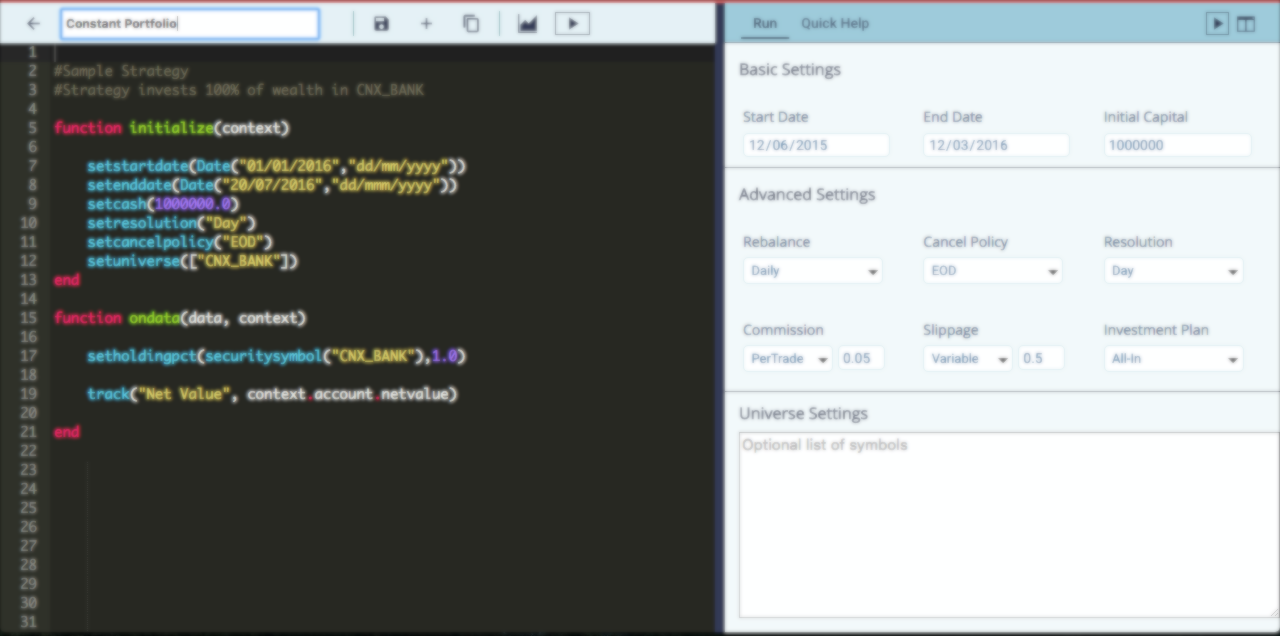 Constant Portfolio
Run Quick Help
1
2 #Sample Strategy
3 #Strategy invests 100% of wealth in CNX_BANK
4
5 function initialize(context)
6
7 setstartdate(Date("01/01/2016","dd/mm/yyyy"))
8 setenddate(Date("20/07/2016","dd/mmm/yyyy"))
9 setcash(1000000.0)
10 setresolution("Day")
11 setcancelpolicy("EOD")
12 setuniverse(["CNX_BANK"])
13 end
14
15 function ondata(data, context)
16
17 setholdingpct(securitysymbol("CNX_BANK"),1.0)
18
19 track("Net Value", context.account.netvalue)
20
21 end
22
23
24
25
26
27
28
29
30
31
Basic Settings
Start Date End Date Initial Capital
12/06/2015 12/03/2016 1000000
Advanced Settings
Rebalance Cancel Policy Resolution
Daily EOD Day
Commission Slippage Investment Plan
PerTrade 0.05 Variable 0.5 All-In
Universe Settings
Optional list of symbols